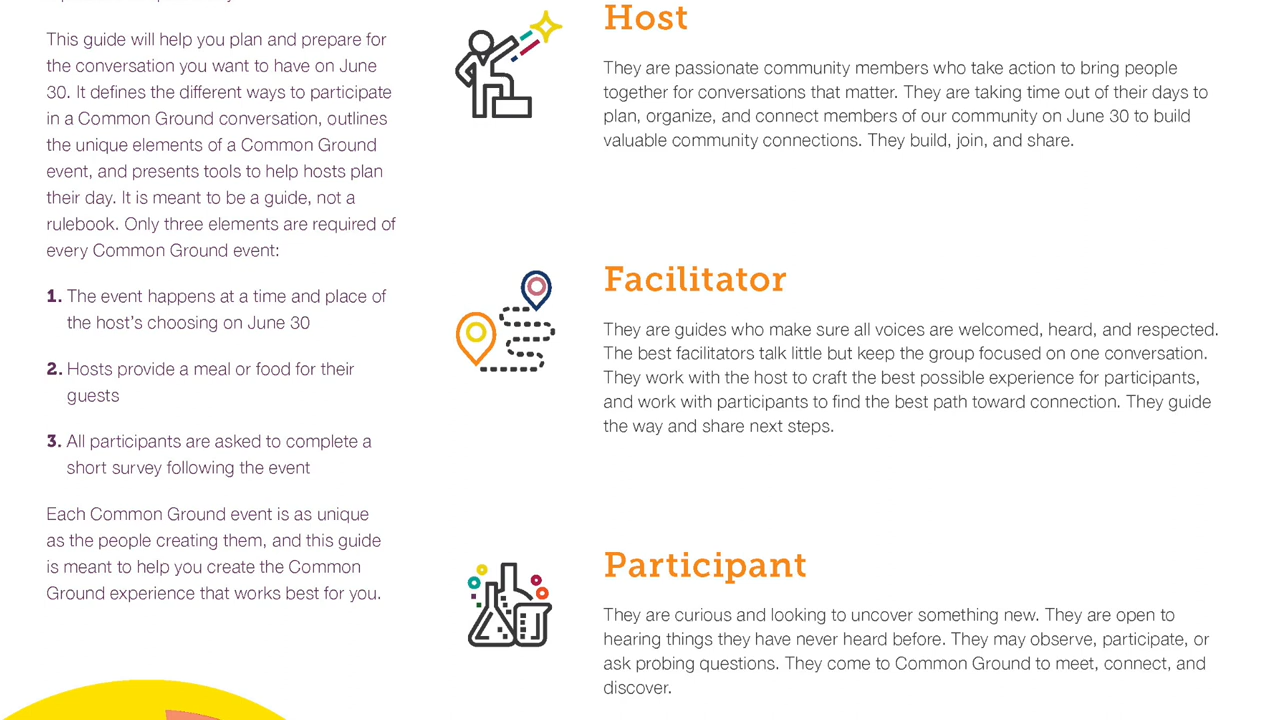 This guide will help you plan and prepare for
the conversation you want to have on June
30. It defines the different ways to participate
in a Common Ground conversation, outlines
the unique elements of a Common Ground
event, and presents tools to help hosts plan
their day. It is meant to be a guide, not a
rulebook. Only three elements are required of
every Common Ground event:
1. The event happens at a time and place of
the host’s choosing on June 30
2. Hosts provide a meal or food for their
guests
3. All participants are asked to complete a
short survey following the event
Each Common Ground event is as unique
as the people creating them, and this guide
is meant to help you create the Common
Ground experience that works best for you.
Host
They are passionate community members who take action to bring people
together for conversations that matter. They are taking time out of their days to
plan, organize, and connect members of our community on June 30 to build
valuable community connections. They build, join, and share.
Facilitator
They are guides who make sure all voices are welcomed, heard, and respected.
The best facilitators talk little but keep the group focused on one conversation.
They work with the host to craft the best possible experience for participants,
and work with participants to find the best path toward connection. They guide
the way and share next steps.
Participant
They are curious and looking to uncover something new. They are open to
hearing things they have never heard before. They may observe, participate, or
ask probing questions. They come to Common Ground to meet, connect, and
discover.